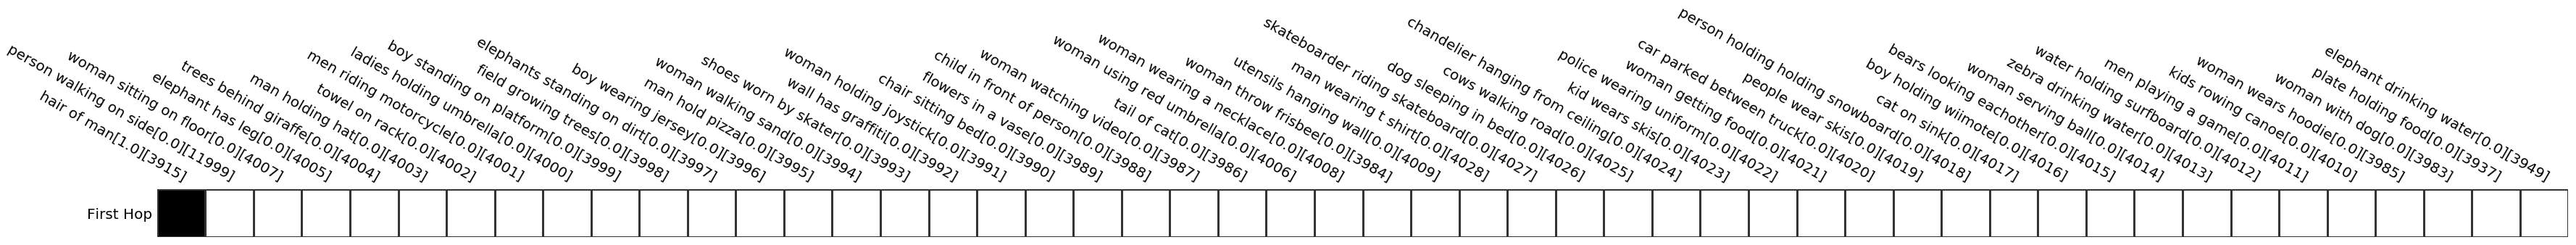 hair of man[1.0][3915]
person walking on side[0.0][11999]
woman sitting on floor[0.0][4007]
elephant has leg[0.0][4005]
trees behind giraffe[0.0][4004]
man holding hat[0.0][4003]
towel on rack[0.0][4002]
men riding motorcycle[0.0][4001]
ladies holding umbrella[0.0][4000]
boy standing on platform[0.0][3999]
field growing trees[0.0][3998]
elephants standing on dirt[0.0][3997]
boy wearing jersey[0.0][3996]
man hold pizza[0.0][3995]
woman walking sand[0.0][3994]
shoes worn by skater[0.0][3993]
wall has graffiti[0.0][3992]
woman holding joystick[0.0][3991]
chair sitting bed[0.0][3990]
flowers in a vase[0.0][3989]
child in front of person[0.0][3988]
woman watching video[0.0][3987]
tail of cat[0.0][3986]
woman using red umbrella[0.0][4006]
woman wearing a necklace[0.0][4008]
woman throw frisbee[0.0][3984]
utensils hanging wall[0.0][4009]
man wearing t shirt[0.0][4028]
skateboarder riding skateboard[0.0][4027]
dog sleeping in bed[0.0][4026]
cows walking road[0.0][4025]
chandelier hanging from ceiling[0.0][4024]
kid wears skis[0.0][4023]
police wearing uniform[0.0][4022]
woman getting food[0.0][4021]
car parked between truck[0.0][4020]
people wear skis[0.0][4019]
person holding holding snowboard[0.0][4018]
cat on sink[0.0][4017]
boy holding wiimote[0.0][4016]
bears looking eachother[0.0][4015]
woman serving ball[0.0][4014]
zebra drinking water[0.0][4013]
water holding surfboard[0.0][4012]
men playing a game[0.0][4011]
kids rowing canoe[0.0][4010]
woman wears hoodie[0.0][3985]
woman with dog[0.0][3983]
plate holding food[0.0][3937]
elephant drinking water[0.0][3949]
First Hop